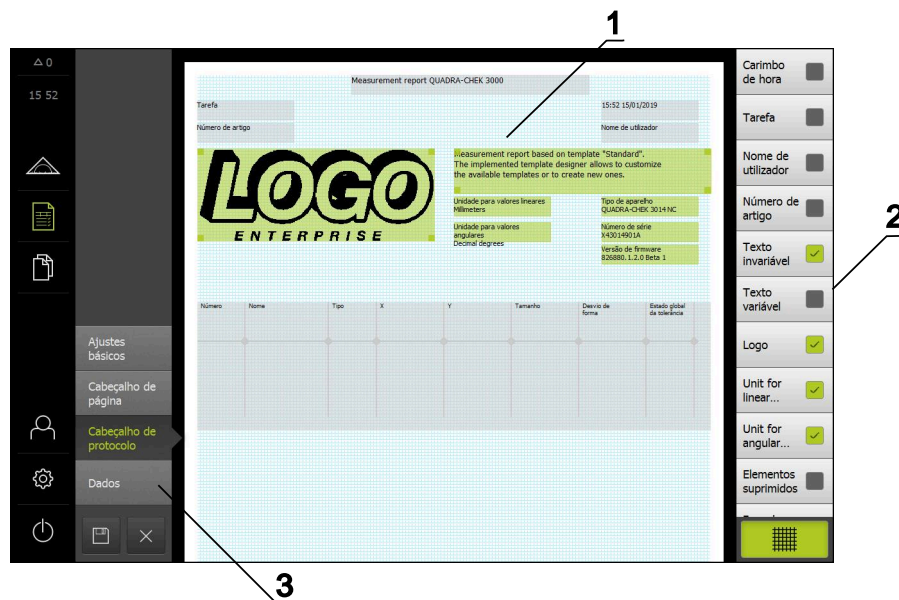 1
△ 0
15 52
Measurement report QUADRA-CHEK 3000
Tarefa
15:52 15/01/2019
Número de artigo
Nome de utilizador
LOGO
ENTERPRISE
Measurement report based on template "Standard".
The implemented template designer allows to customize
the available templates or to create new ones.
Unidade para valores lineares
Millimeters
Tipo de aparelho
QUADRA-CHEK 3014 NC
Unidade para valores
angulares
Decimal degrees
Número de série
X43014901A
Versão de firmware
826880.1.2.0 Beta 1
Número
Nome
Tipo
X
Y
Tamanho
Desvio de
forma
Estado global
da tolerância
Ajustes
básicos
Cabeçalho de
página
Cabeçalho de
protocolo
Dados
Carimbo
de hora
Tarefa
Nome de
utilizador
Número de
artigo
Texto
invariável
Texto
variável
Logo
Unit for
linear...
Unit for
angular...
Elementos
suprimidos
2
3